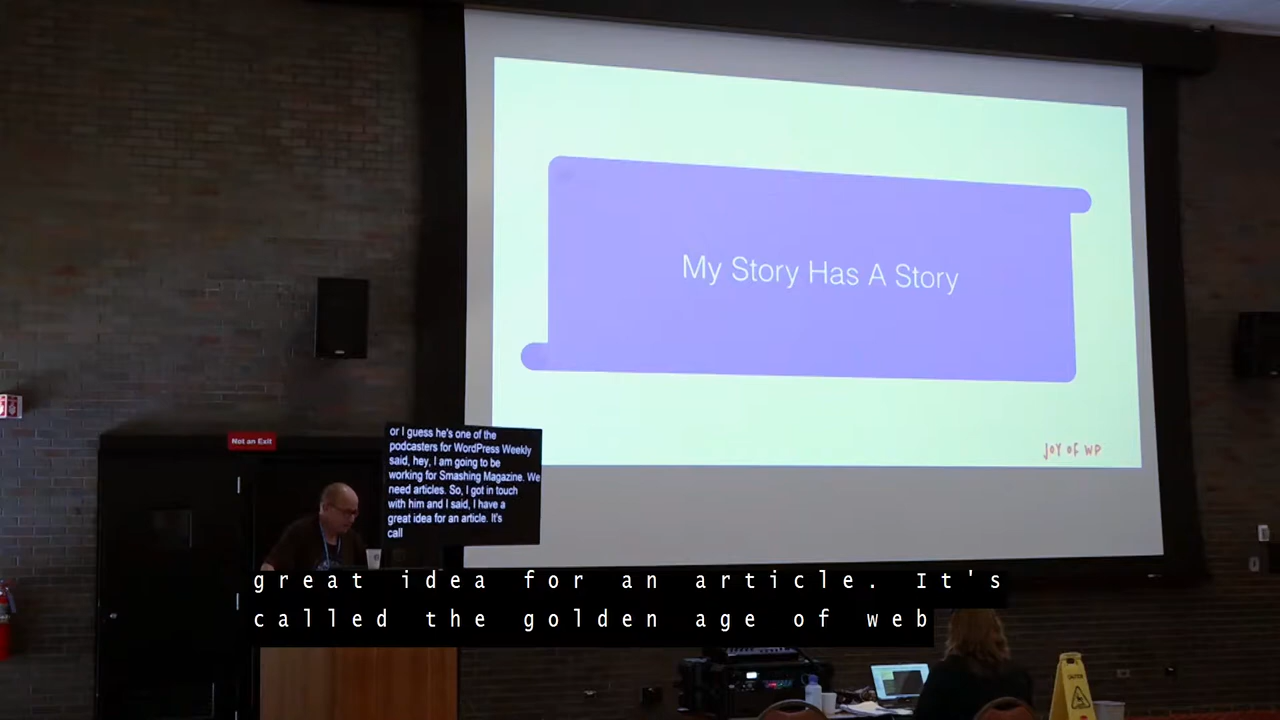 My Story Has A Story
JOY OF WP
Not an Exit
or I guess he's one of the
podcasters for WordPress Weekly
said, hey, I am going to be
working for Smashing Magazine. We
need articles. So, I got in touch
with him and I said, I have a
great idea for an article. It's
call
great idea for an article. It's
called the golden age of web
CAUTION